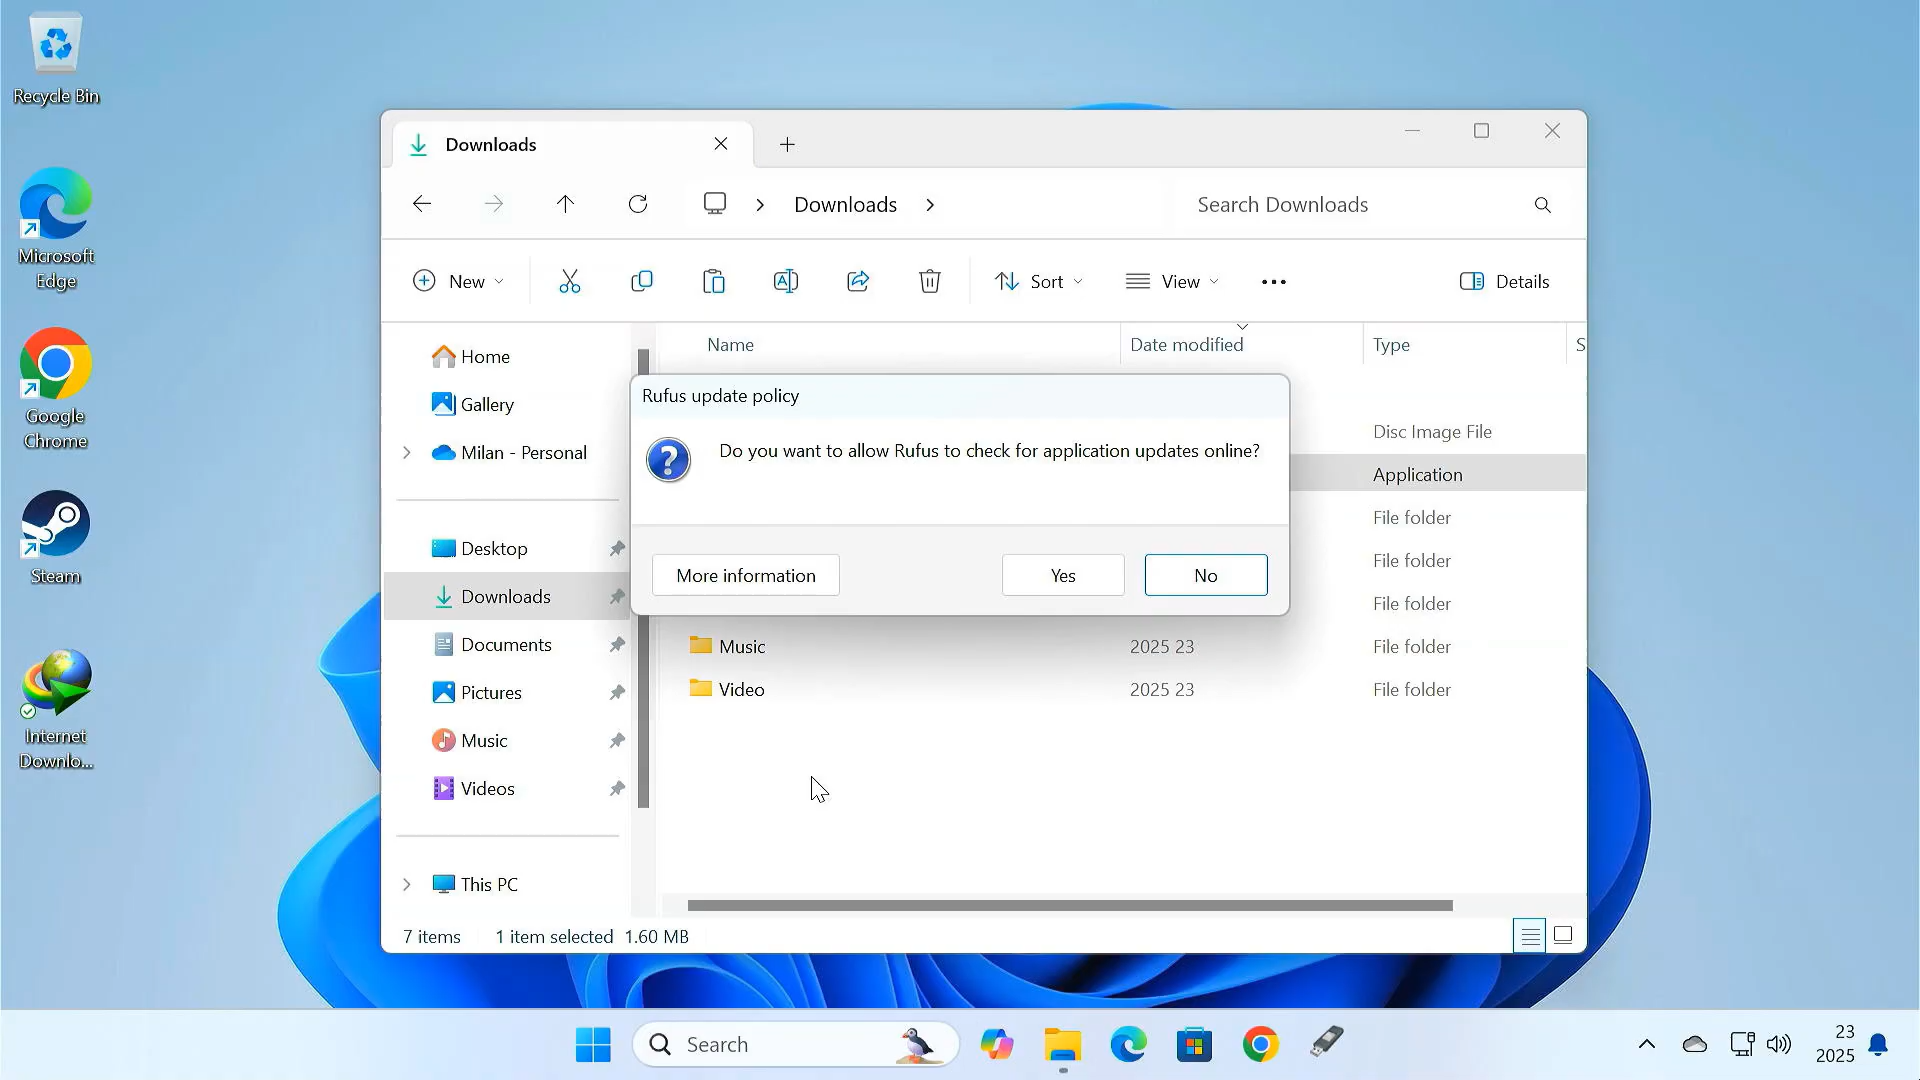 Recycle Bin
Microsoft
Edge
Google
Chrome
Steam
Internet
Downlo...
Downloads
Downloads
Search Downloads
New
Sort
View
Details
Name
Date modified
Type
S
Home
Gallery
Milan - Personal
Desktop
Downloads
Documents
Pictures
Music
Videos
This PC
Rufus update policy
Do you want to allow Rufus to check for application updates online?
More information
Yes
No
Disc Image File
Application
File folder
File folder
File folder
Music 2025 23 File folder
Video 2025 23 File folder
7 items 1 item selected 1.60 MB
Search
23
2025